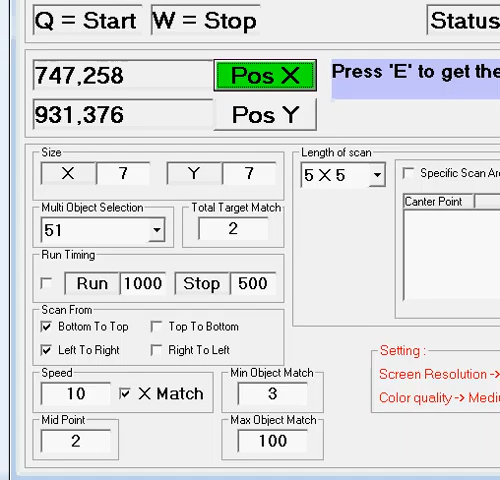 Q = Start W = Stop Status
747,258 Pos X Press 'E' to get the
931,376 Pos Y
Size Length of scan
X 7 Y 7 5 X 5 Specific Scan Ar
Multi Object Selection Total Target Match Canter Point
51 2
Run Timing
Run 1000 Stop 500
Scan From
Bottom To Top Top To Bottom
Left To Right Right To Left Setting :
Speed Min Object Match Screen Resolution ->
10 X Match 3 Color quality -> Medi
Mid Point Max Object Match
2 100